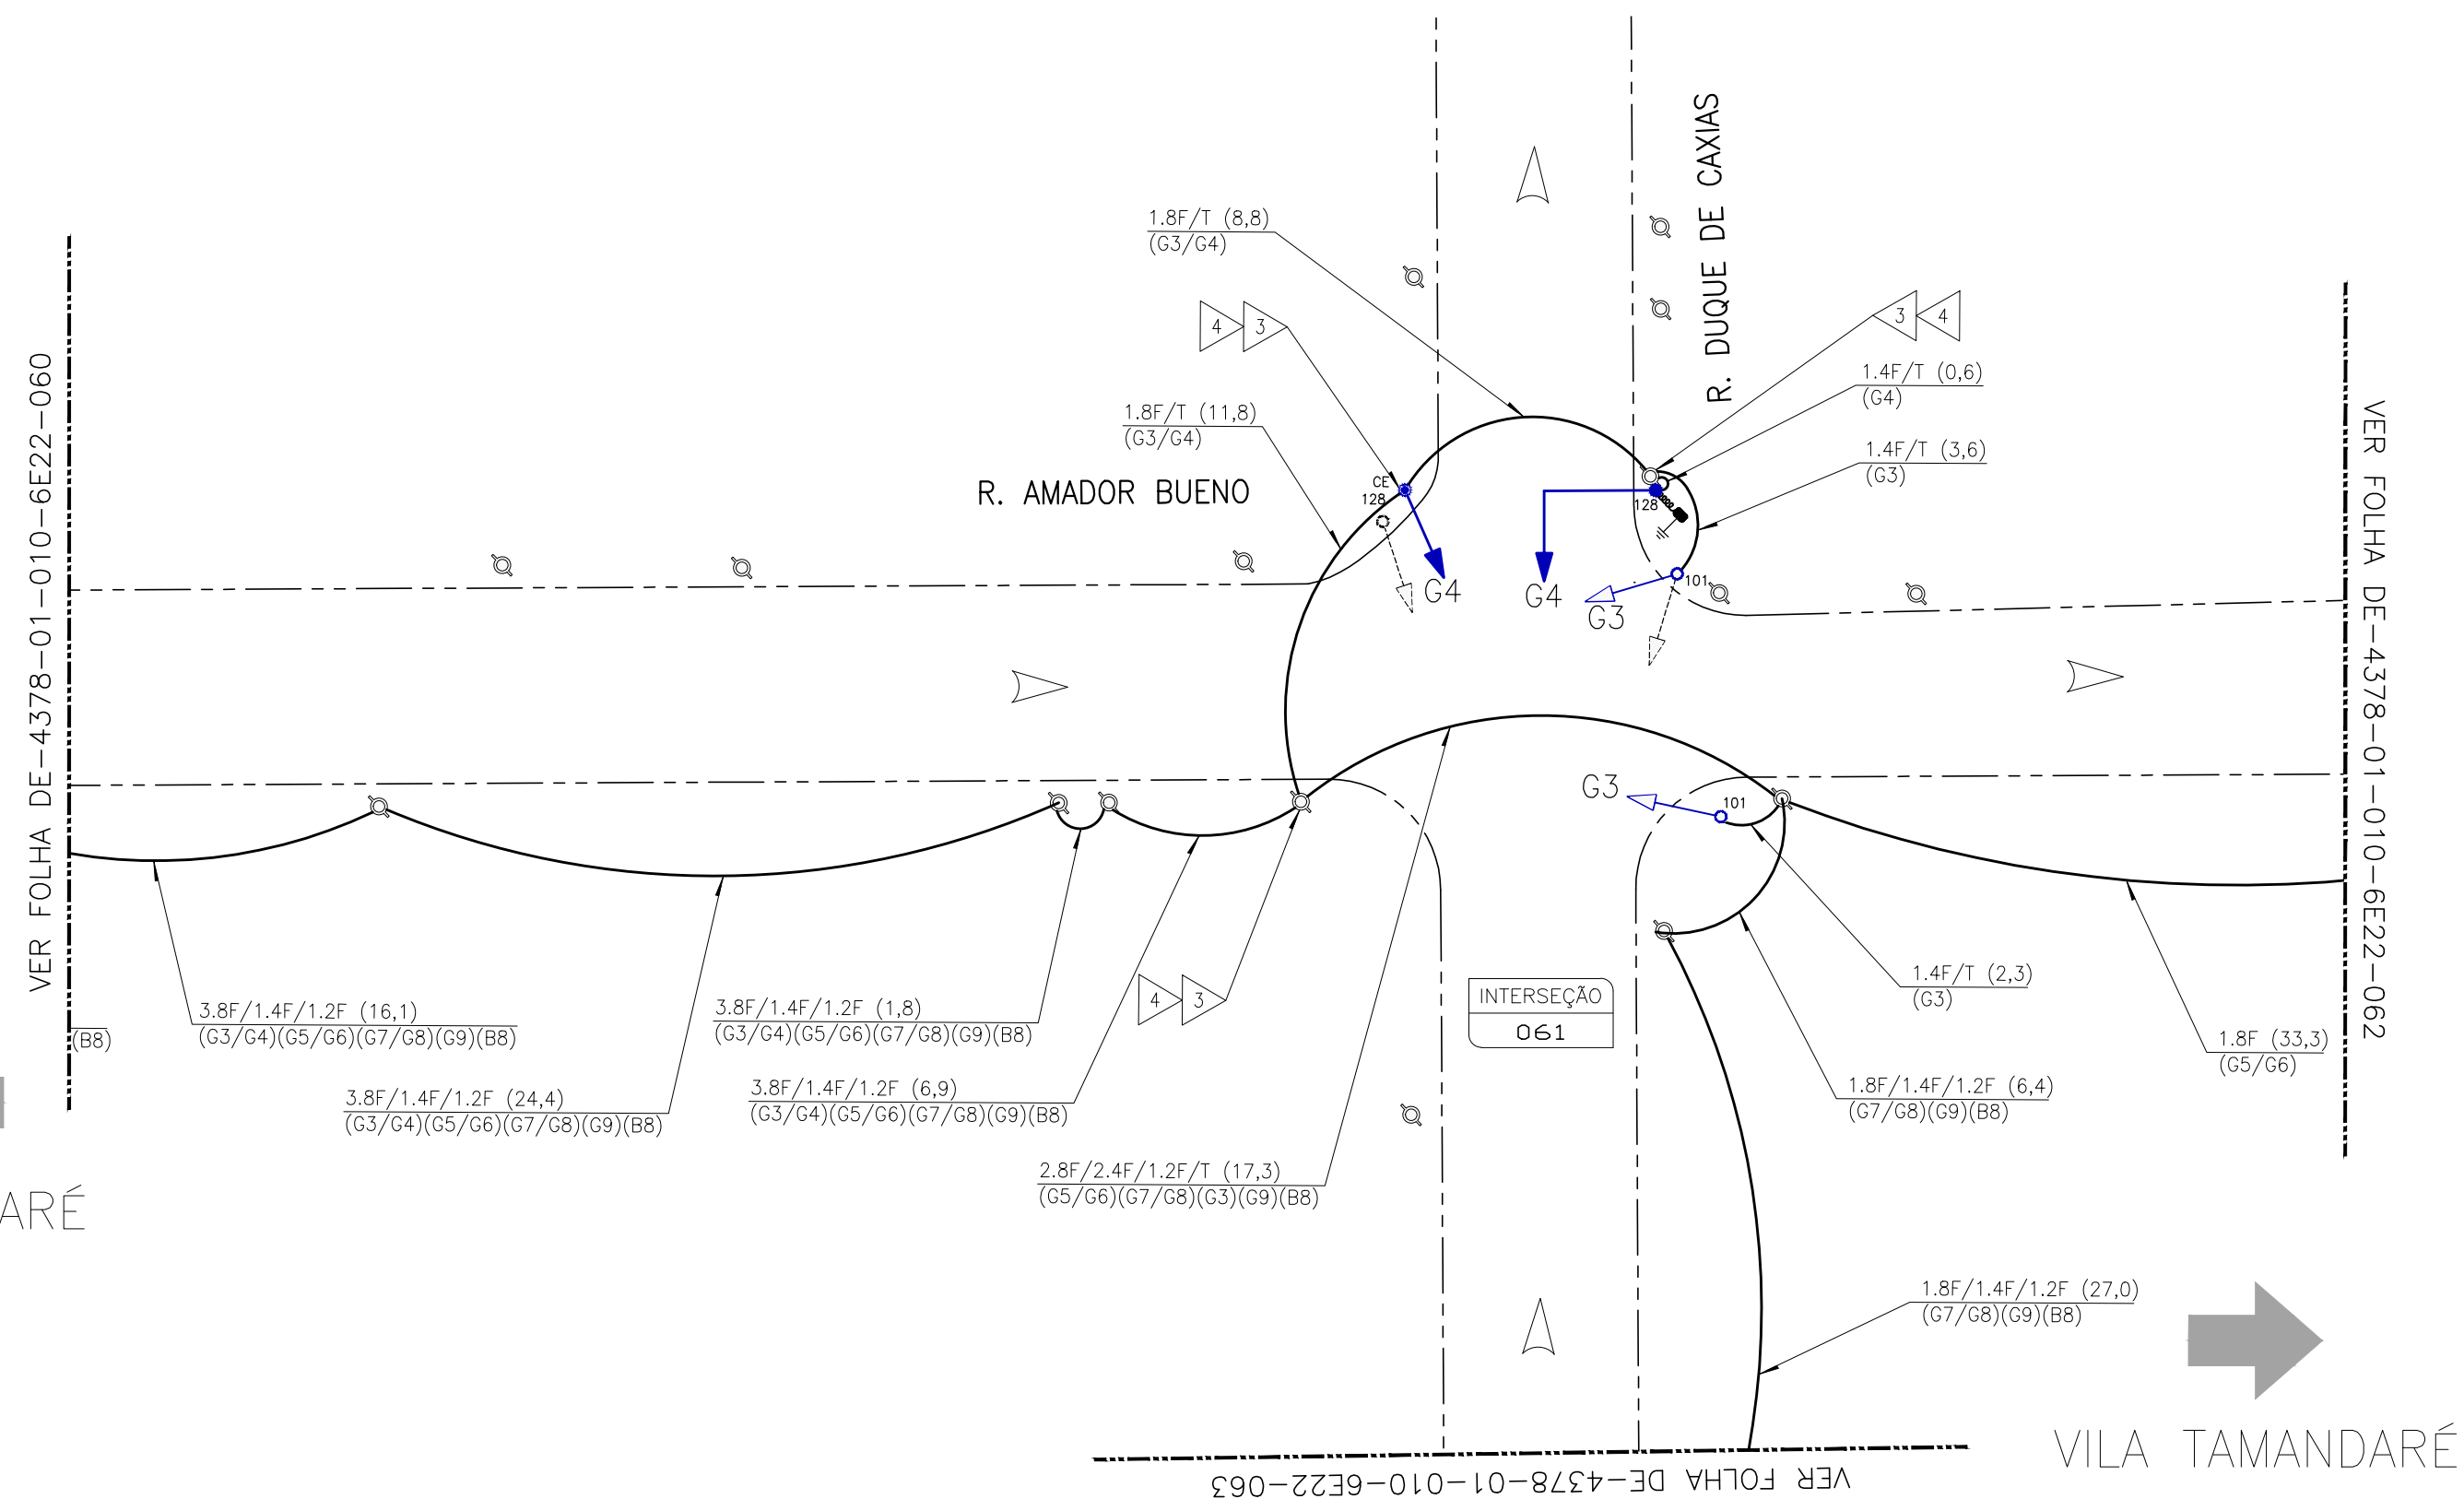 R. DUQUE DE CAXIAS
1.8F/T (8,8)
(G3/G4)
4 3
3 4
1.4F/T (0,6)
(G4)
1.8F/T (11,8)
(G3/G4)
1.4F/T (3,6)
(G3)
R. AMADOR BUENO
CE
128
128
G4
G4
101
G3
VER FOLHA DE-4378-01-010-6E22-060
VER FOLHA DE-4378-01-010-6E22-062
G3
101
3.8F/1.4F/1.2F (16,1)
(G3/G4)(G5/G6)(G7/G8)(G9)(B8)
(B8)
3.8F/1.4F/1.2F (1,8)
(G3/G4)(G5/G6)(G7/G8)(G9)(B8)
4 3
INTERSEÇÃO
061
1.4F/T (2,3)
(G3)
1.8F (33,3)
(G5/G6)
3.8F/1.4F/1.2F (24,4)
(G3/G4)(G5/G6)(G7/G8)(G9)(B8)
3.8F/1.4F/1.2F (6,9)
(G3/G4)(G5/G6)(G7/G8)(G9)(B8)
1.8F/1.4F/1.2F (6,4)
(G7/G8)(G9)(B8)
2.8F/2.4F/1.2F/T (17,3)
(G5/G6)(G7/G8)(G3)(G9)(B8)
ARÉ
1.8F/1.4F/1.2F (27,0)
(G7/G8)(G9)(B8)
VILA TAMANDARÉ
VER FOLHA DE-4378-01-010-6E22-063